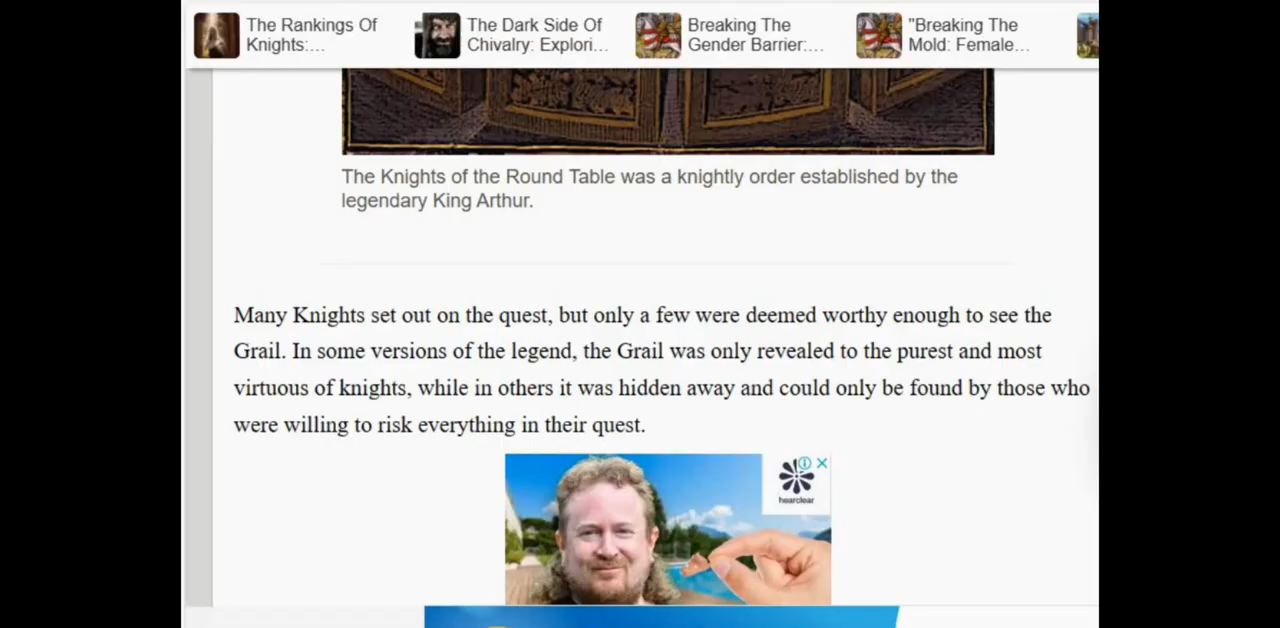 The Rankings Of
Knights:...
The Dark Side Of
Chivalry: Explori...
Breaking The
Gender Barrier:...
"Breaking The
Mold: Female...
The Knights of the Round Table was a knightly order established by the
legendary King Arthur.
Many Knights set out on the quest, but only a few were deemed worthy enough to see the
Grail. In some versions of the legend, the Grail was only revealed to the purest and most
virtuous of knights, while in others it was hidden away and could only be found by those who
were willing to risk everything in their quest.
hearclear